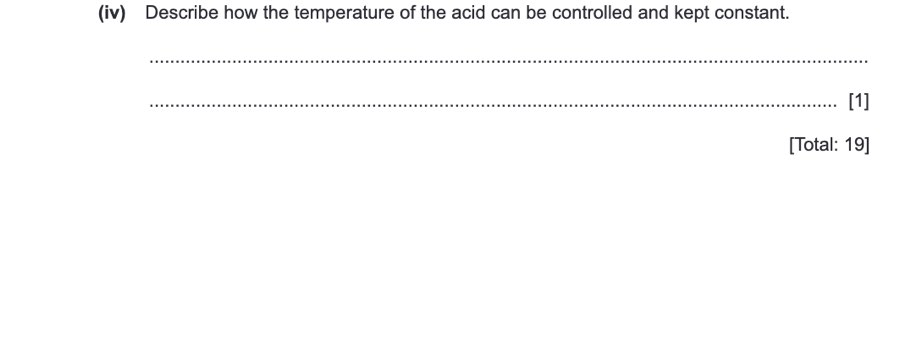 (iv) Describe how the temperature of the acid can be controlled and kept constant.
..........................................................................................................................................
.................................................................................................................................... [1]
[Total: 19]